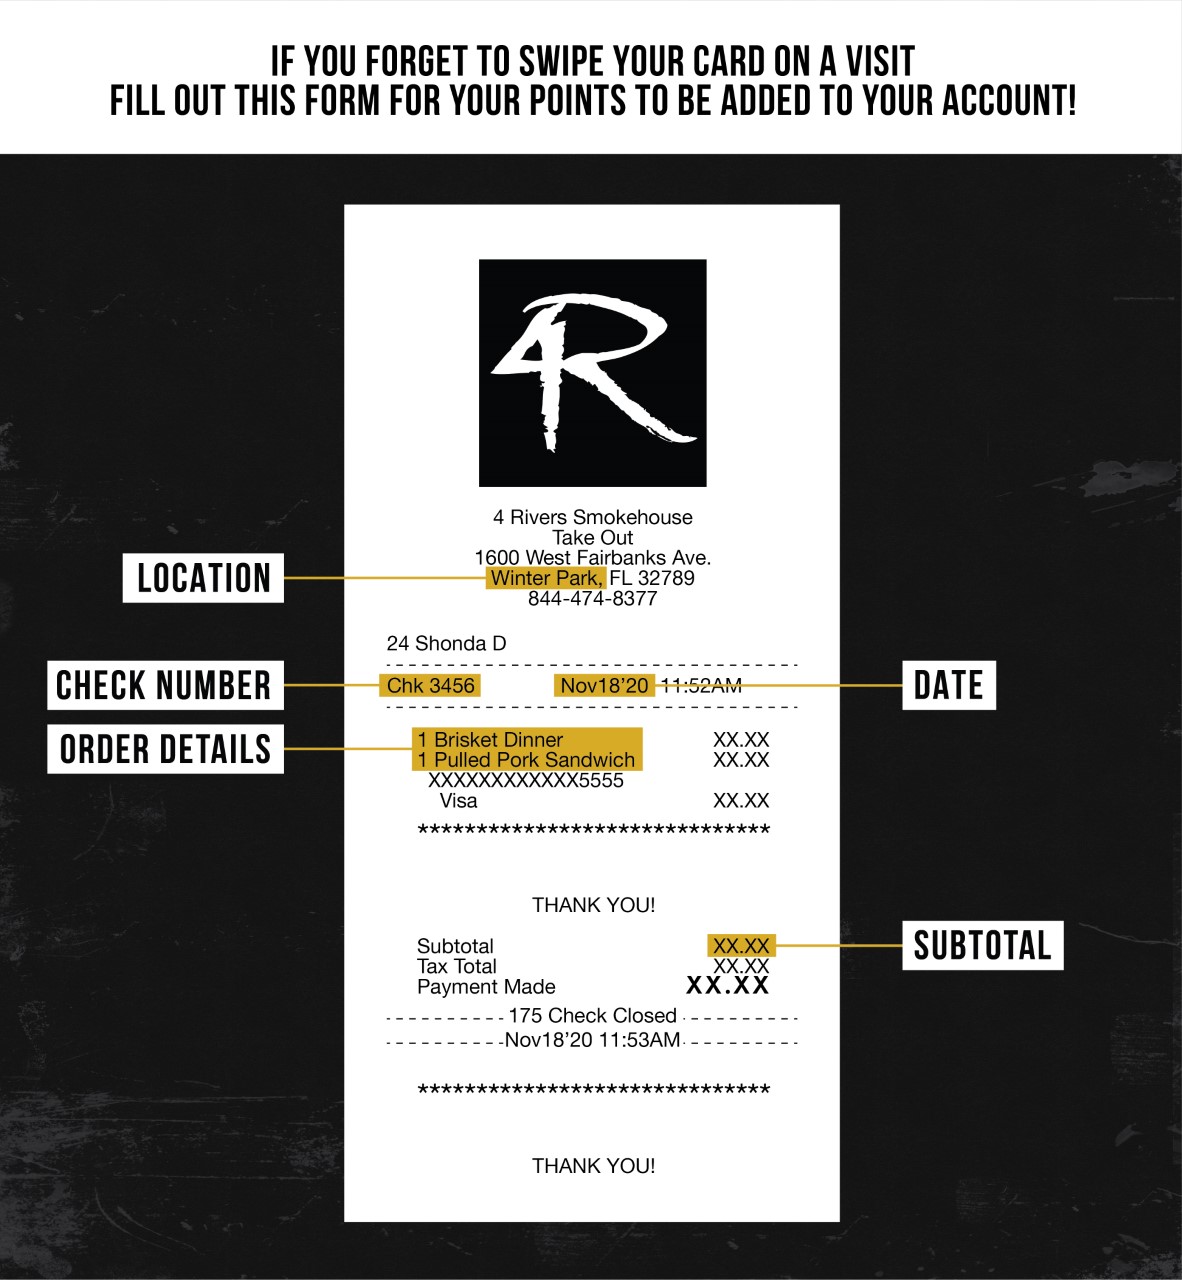 IF YOU FORGET TO SWIPE YOUR CARD ON A VISIT
FILL OUT THIS FORM FOR YOUR POINTS TO BE ADDED TO YOUR ACCOUNT!
4R
4 Rivers Smokehouse
Take Out
1600 West Fairbanks Ave.
LOCATION
Winter Park, FL 32789
844-474-8377
24 Shonda D
CHECK NUMBER
Chk 3456 Nov18'20 11:52AM
DATE
ORDER DETAILS
1 Brisket Dinner XX.XX
1 Pulled Pork Sandwich XX.XX
XXXXXXXXXXXX5555
Visa XX.XX
******************************
THANK YOU!
Subtotal XX.XX
SUBTOTAL
Tax Total XX.XX
Payment Made XX.XX
175 Check Closed
Nov18'20 11:53AM
******************************
THANK YOU!